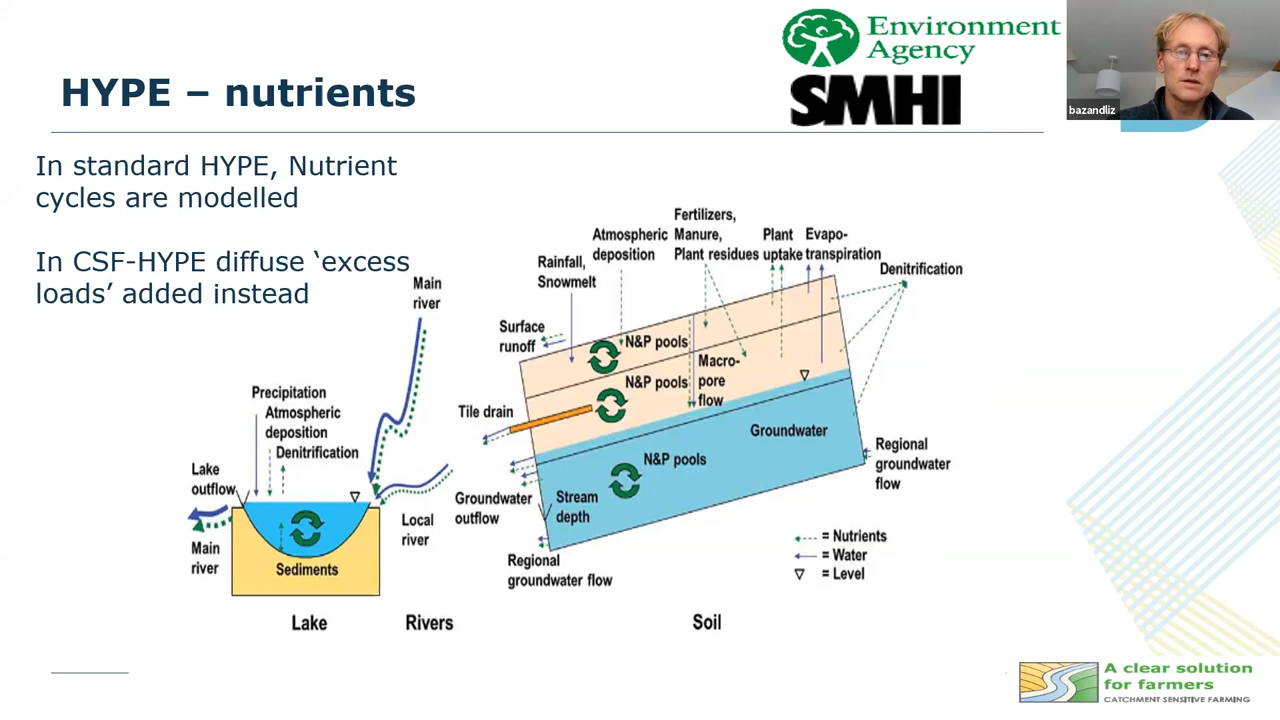 Environment
Agency
SMHI
bazandliz
HYPE – nutrients
In standard HYPE, Nutrient
cycles are modelled
In CSF-HYPE diffuse ‘excess
loads’ added instead
Main
river
Precipitation
Atmospheric
deposition
Denitrification
Lake
outflow
Main
river
Sediments
Local
river
Rainfall,
Snowmelt
Atmospheric
deposition
Fertilizers,
Manure,
Plant residues
Plant
uptake
Evapo-
transpiration
Denitrification
Surface
runoff
N&P pools
N&P pools
Macro-
pore
flow
Tile drain
Groundwater
N&P pools
Groundwater
outflow
Stream
depth
Regional
groundwater
flow
Regional
groundwater flow
= Nutrients
= Water
= Level
Lake
Rivers
Soil
A clear solution
for farmers
CATCHMENT SENSITIVE FARMING